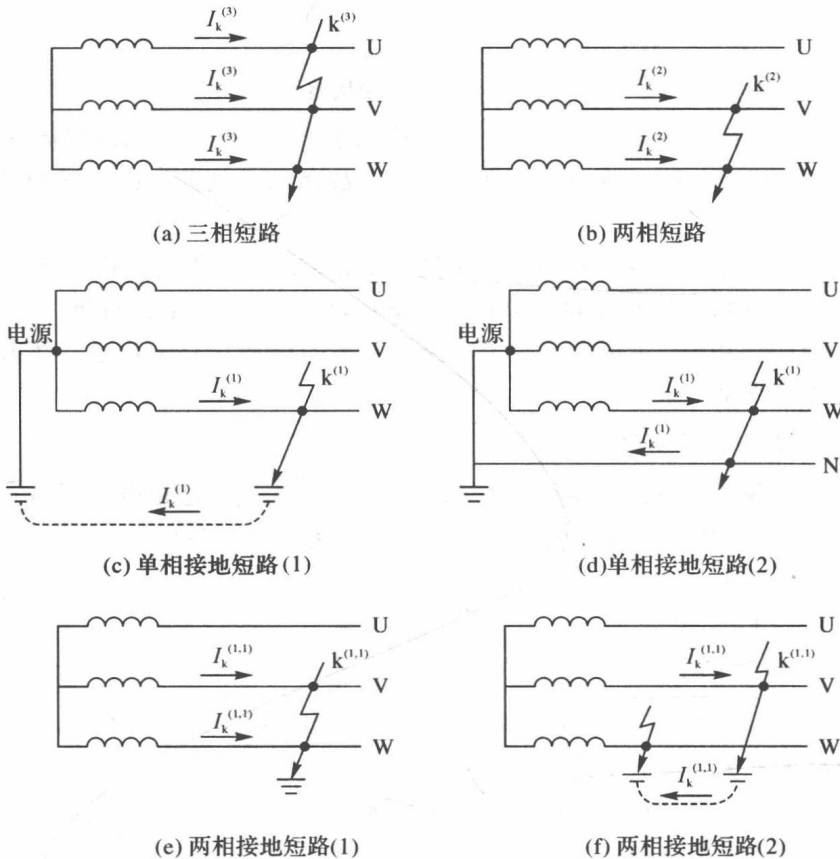 I_k^(3) k^(3)
U
I_k^(3)
V
I_k^(3)
W
(a) 三相短路
U
I_k^(2) k^(2)
V
I_k^(2)
W
(b) 两相短路
U
电源
V
I_k^(1) k^(1)
W
I_k^(1)
(c) 单相接地短路(1)
U
电源
V
I_k^(1) k^(1)
W
I_k^(1)
N
(d)单相接地短路(2)
U
I_k^(1,1) k^(1,1)
V
I_k^(1,1)
W
(e) 两相接地短路(1)
U
I_k^(1,1) k^(1,1)
V
W
I_k^(1,1)
(f) 两相接地短路(2)